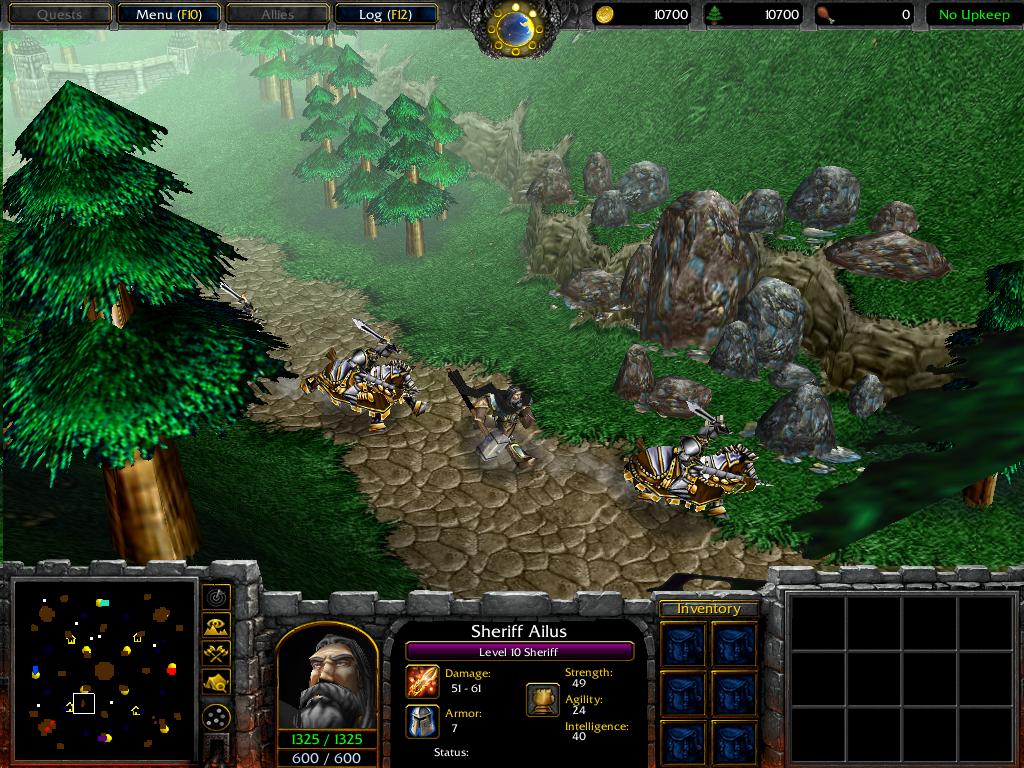 Quests
Menu (F10)
Allies
Log (F12)
10700
10700
0
No Upkeep
Sheriff Ailus
Level 10 Sheriff
Damage:
51 - 61
Armor:
7
Strength:
49
Agility:
24
Intelligence:
40
Status:
1325 / 1325
600 / 600
Inventory